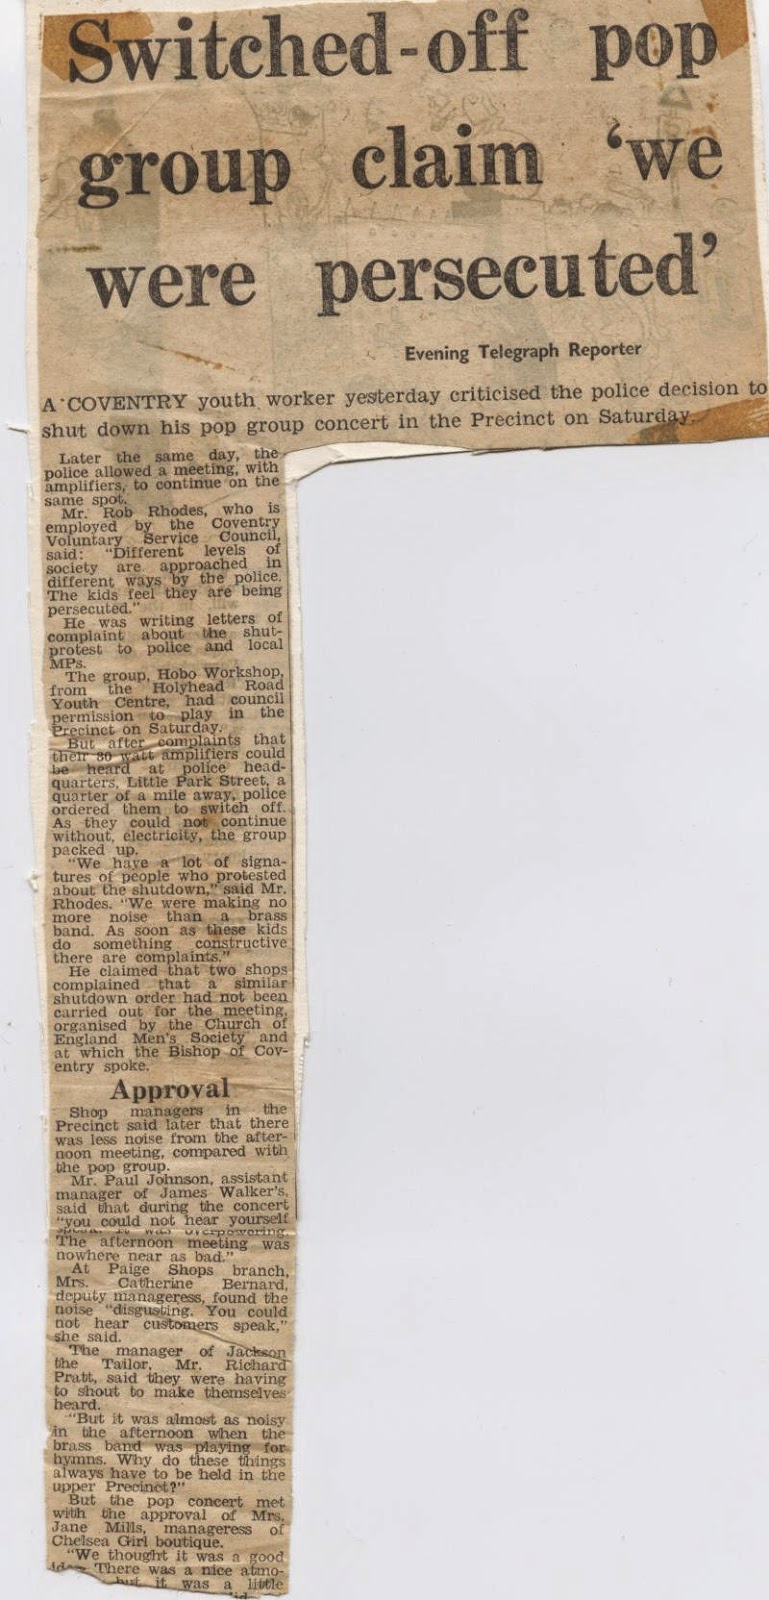 Switched-off pop
group claim ‘we
were persecuted’
Evening Telegraph Reporter
A COVENTRY youth worker yesterday criticised the police decision to
shut down his pop group concert in the Precinct on Saturday.
Later the same day, the
police allowed a meeting, with
amplifiers, to continue on the
same spot.
Mr. Rob Rhodes, who is
employed by the Coventry
Voluntary Service Council,
said: "Different levels of
society are approached in
different ways by the police.
The kids feel they are being
persecuted."
He was writing letters of
complaint about the shut-
protest to police and local
MPs.
The group, Hobo Workshop,
from the Holyhead Road
Youth Centre, had council
permission to play in the
Precinct on Saturday.
But after complaints that
their 30 watt amplifiers could
be heard at police head-
quarters, Little Park Street, a
quarter of a mile away, police
ordered them to switch off.
As they could not continue
without, electricity, the group
packed up.
"We have a lot of signa-
tures of people who protested
about the shutdown," said Mr.
Rhodes. "We were making no
more noise than a brass
band. As soon as these kids
do something constructive
there are complaints."
He claimed that two shops
complained that a similar
shutdown order had not been
carried out for the meeting,
organised by the Church of
England Men's Society and
at which the Bishop of Cov-
entry spoke.
Approval
Shop managers in the
Precinct said later that there
was less noise from the after-
noon meeting, compared with
the pop group.
Mr. Paul Johnson, assistant
manager of James Walker's,
said that during the concert
"you could not hear yourself
speak. It was overpowering.
The afternoon meeting was
nowhere near as bad."
At Paige Shops branch,
Mrs. Catherine Bernard,
deputy manageress, found the
noise "disgusting. You could
not hear customers speak,"
she said.
The manager of Jackson
the Tailor, Mr. Richard
Pratt, said they were having
to shout to make themselves
heard.
"But it was almost as noisy
in the afternoon when the
brass band was playing for
hymns. Why do these things
always have to be held in the
upper Precinct?"
But the pop concert met
with the approval of Mrs.
Jane Mills, manageress of
Chelsea Girl boutique.
"We thought it was a good
There was a nice atmo-
but it was a little